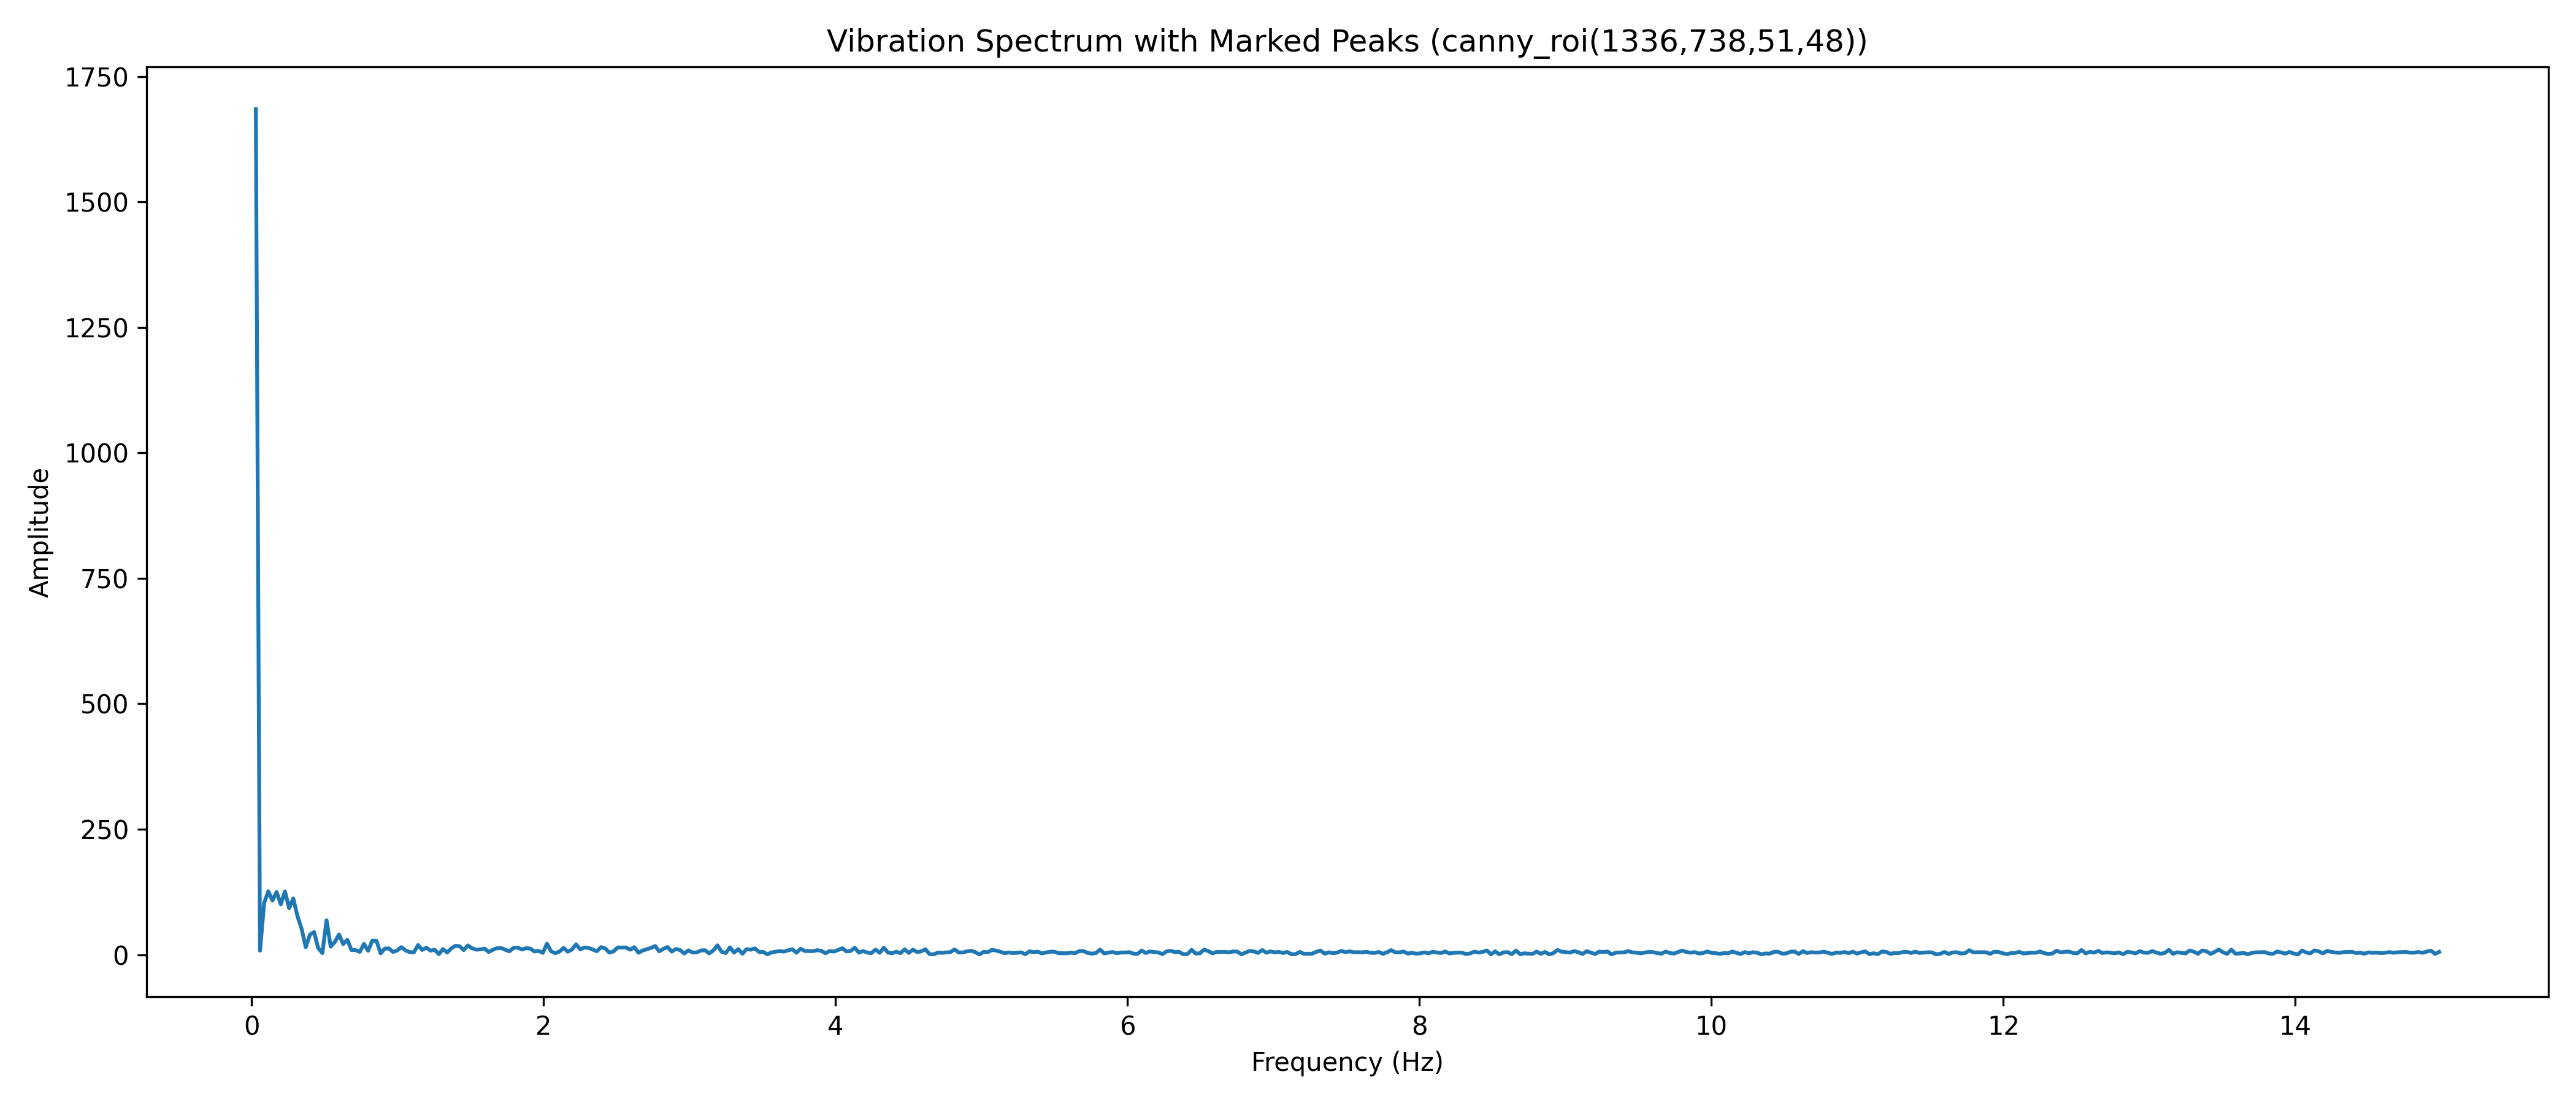 Vibration Spectrum with Marked Peaks (canny_roi(1336,738,51,48))
1750
1500
1250
1000
750
500
250
0
Amplitude
0 2 4 6 8 10 12 14
Frequency (Hz)